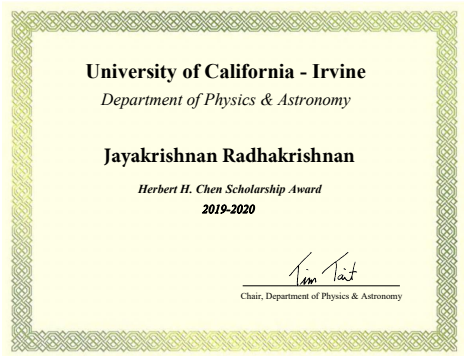 University of California - Irvine
Department of Physics & Astronomy
Jayakrishnan Radhakrishnan
Herbert H. Chen Scholarship Award
2019-2020
Tim Tait
Chair, Department of Physics & Astronomy